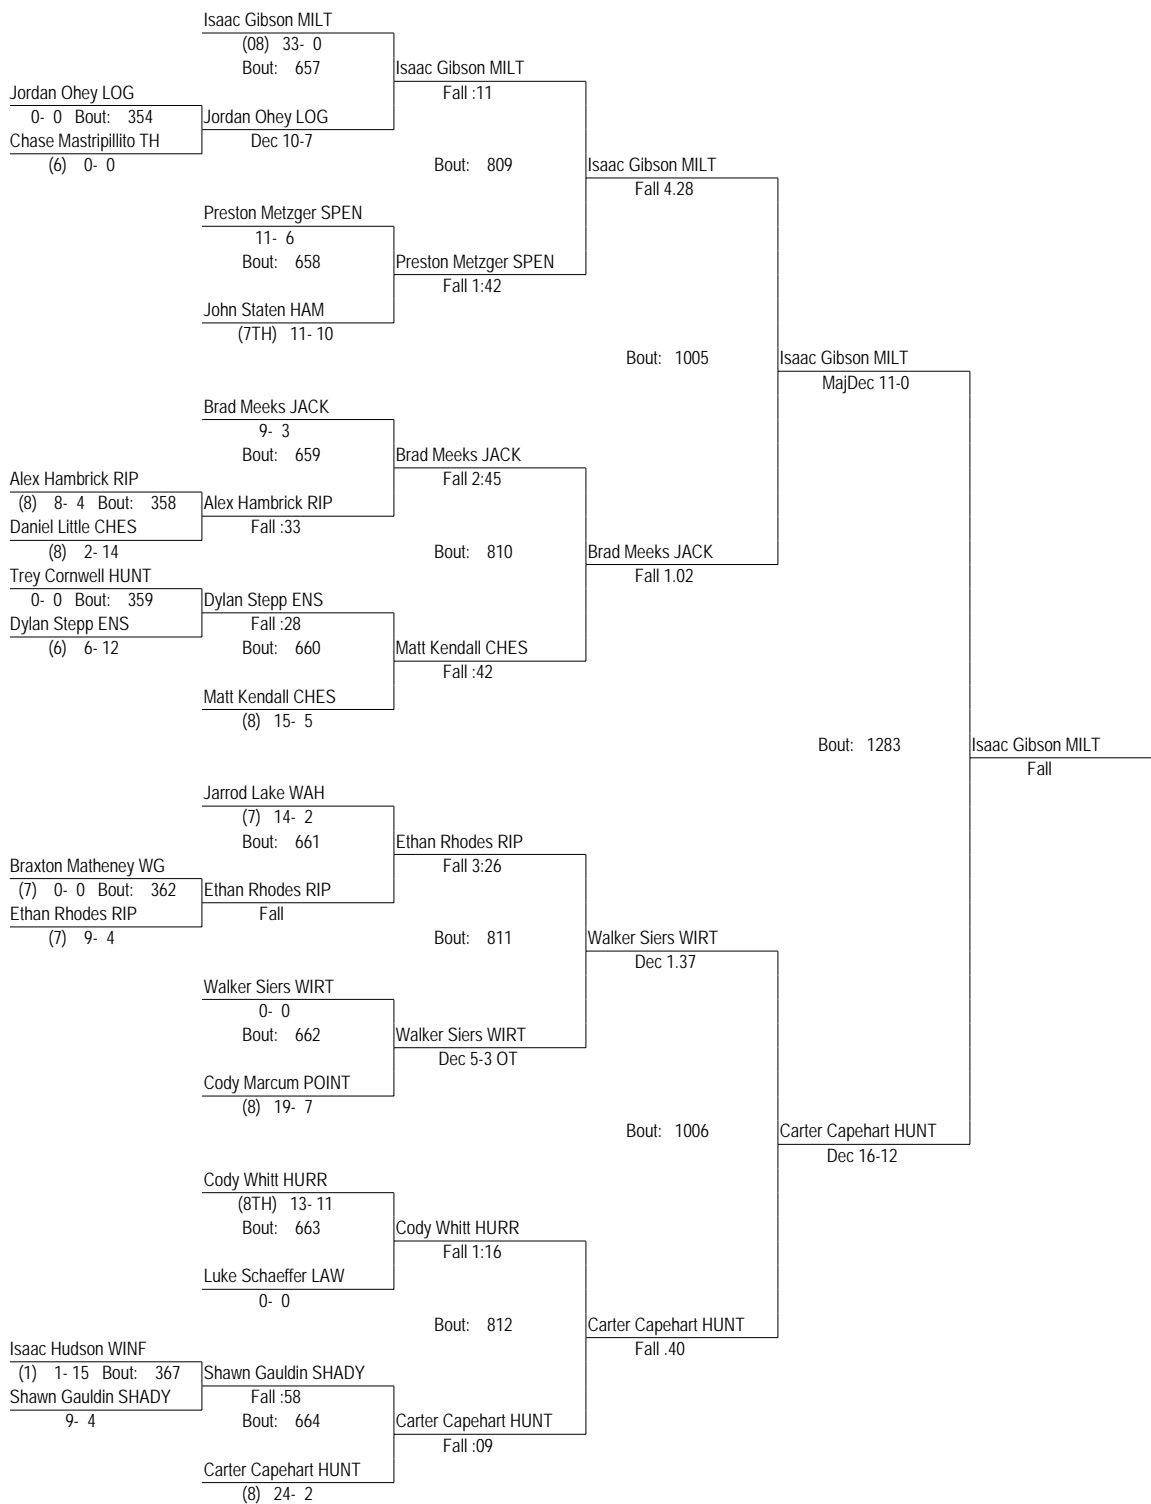 Isaac Gibson MILT
(08) 33- 0
Bout: 657
Isaac Gibson MILT
Fall :11
Jordan Ohey LOG
0- 0 Bout: 354
Jordan Ohey LOG
Dec 10-7
Chase Mastripillito TH
(6) 0- 0
Bout: 809
Isaac Gibson MILT
Fall 4.28
Preston Metzger SPEN
11- 6
Bout: 658
Preston Metzger SPEN
Fall 1:42
John Staten HAM
(7TH) 11- 10
Bout: 1005
Isaac Gibson MILT
MajDec 11-0
Brad Meeks JACK
9- 3
Bout: 659
Brad Meeks JACK
Fall 2:45
Alex Hambrick RIP
(8) 8- 4 Bout: 358
Alex Hambrick RIP
Fall :33
Daniel Little CHES
(8) 2- 14
Bout: 810
Brad Meeks JACK
Fall 1.02
Trey Cornwell HUNT
0- 0 Bout: 359
Dylan Stepp ENS
Fall :28
Dylan Stepp ENS
(6) 6- 12
Bout: 660
Matt Kendall CHES
Fall :42
Matt Kendall CHES
(8) 15- 5
Bout: 1283
Isaac Gibson MILT
Fall
Jarrod Lake WAH
(7) 14- 2
Bout: 661
Ethan Rhodes RIP
Fall 3:26
Braxton Matheney WG
(7) 0- 0 Bout: 362
Ethan Rhodes RIP
Fall
Ethan Rhodes RIP
(7) 9- 4
Bout: 811
Walker Siers WIRT
Dec 1.37
Walker Siers WIRT
0- 0
Bout: 662
Walker Siers WIRT
Dec 5-3 OT
Cody Marcum POINT
(8) 19- 7
Bout: 1006
Carter Capehart HUNT
Dec 16-12
Cody Whitt HURR
(8TH) 13- 11
Bout: 663
Cody Whitt HURR
Fall 1:16
Luke Schaeffer LAW
0- 0
Bout: 812
Carter Capehart HUNT
Fall .40
Isaac Hudson WINF
(1) 1- 15 Bout: 367
Shawn Gauldin SHADY
Fall :58
Shawn Gauldin SHADY
9- 4
Bout: 664
Carter Capehart HUNT
Fall :09
Carter Capehart HUNT
(8) 24- 2